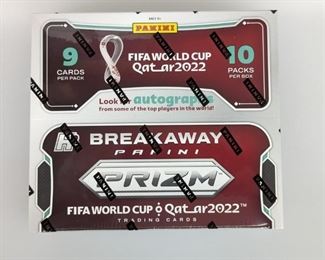 PANINI
9
CARDS
PER PACK
FIFA WORLD CUP
Qatar2022
10
PACKS
PER BOX
Look for autographs
from some of the top players in the world!
BREAKAWAY
PANINI
PRIZM
FIFA WORLD CUP Qatar2022™
TRADING CARDS